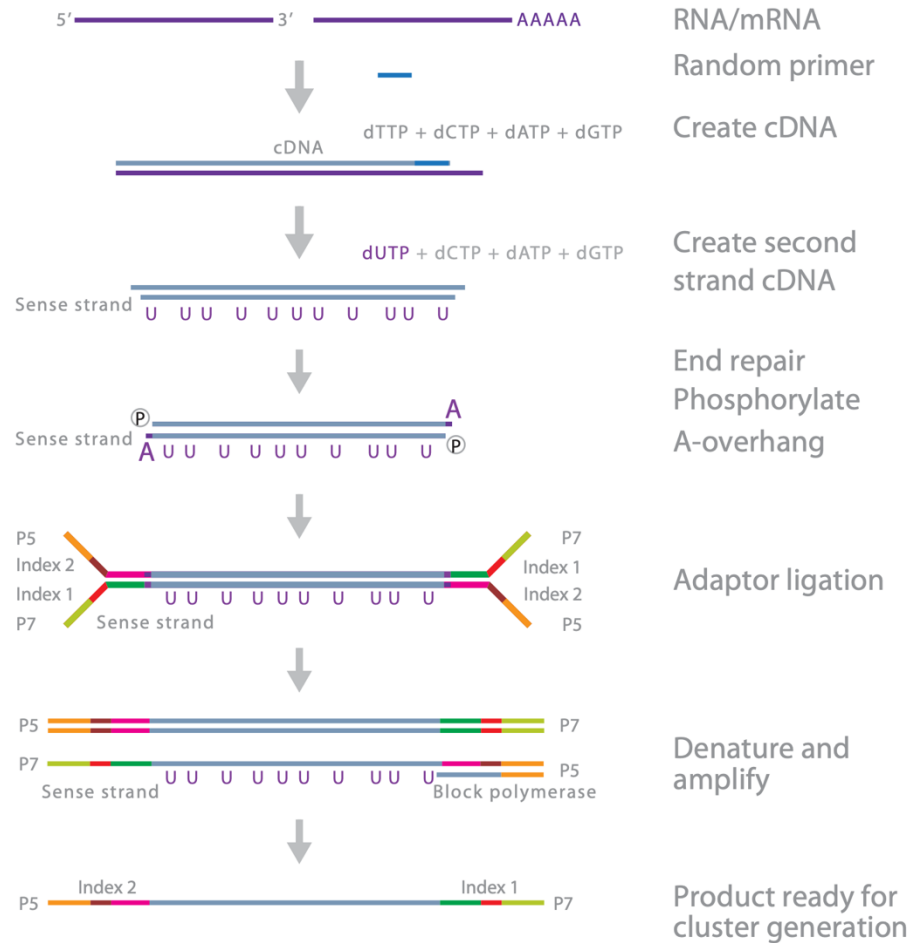 5′ 3′ AAAAA RNA/mRNA
Random primer
dTTP + dCTP + dATP + dGTP Create cDNA
cDNA
dUTP + dCTP + dATP + dGTP Create second
strand cDNA
Sense strand
U U U U U U U U U U U
End repair
Phosphorylate
A-overhang
P A
Sense strand P
A U U U U U U U U U U U
P5 P7
Index 2 Index 1
Index 1 Index 2
P7 P5
Adaptor ligation
U U U U U U U U U U U
Sense strand
P5 P7
P7 P5
U U U U U U U U U U U
Sense strand Block polymerase
Denature and
amplify
Index 2 Index 1
P5 P7
Product ready for
cluster generation